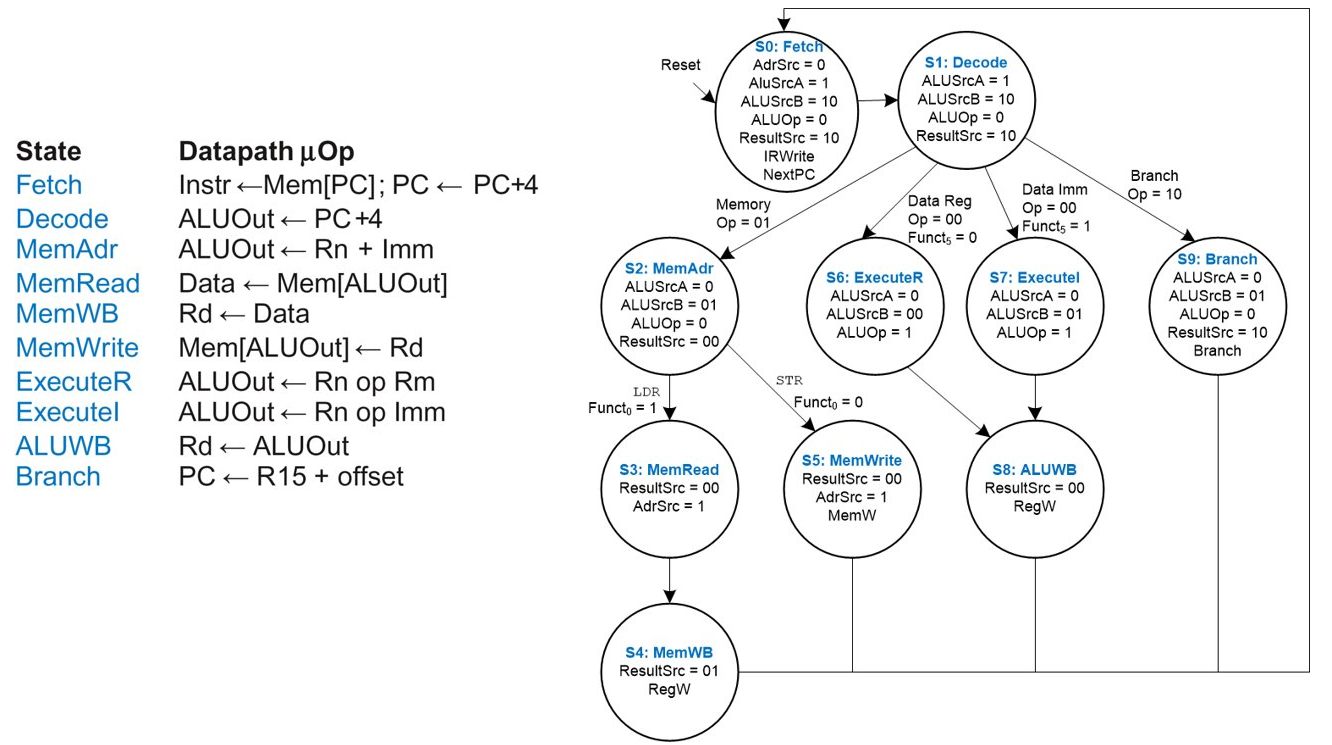 State Datapath μOp
Fetch Instr ←Mem[PC]; PC ← PC+4
Decode ALUOut ← PC+4
MemAdr ALUOut ← Rn + Imm
MemRead Data ← Mem[ALUOut]
MemWB Rd ← Data
MemWrite Mem[ALUOut] ← Rd
ExecuteR ALUOut ← Rn op Rm
ExecuteI ALUOut ← Rn op Imm
ALUWB Rd ← ALUOut
Branch PC ← R15 + offset
Reset
S0: Fetch
AdrSrc = 0
AluSrcA = 1
ALUSrcB = 10
ALUOp = 0
ResultSrc = 10
IRWrite
NextPC
S1: Decode
ALUSrcA = 1
ALUSrcB = 10
ALUOp = 0
ResultSrc = 10
Memory
Op = 01
Data Reg
Op = 00
Funct₅ = 0
Data Imm
Op = 00
Funct₅ = 1
Branch
Op = 10
S2: MemAdr
ALUSrcA = 0
ALUSrcB = 01
ALUOp = 0
ResultSrc = 00
S6: ExecuteR
ALUSrcA = 0
ALUSrcB = 00
ALUOp = 1
S7: ExecuteI
ALUSrcA = 0
ALUSrcB = 01
ALUOp = 1
S9: Branch
ALUSrcA = 0
ALUSrcB = 01
ALUOp = 0
ResultSrc = 10
Branch
LDR
Funct₀ = 1
STR
Funct₀ = 0
S3: MemRead
ResultSrc = 00
AdrSrc = 1
S5: MemWrite
ResultSrc = 00
AdrSrc = 1
MemW
S8: ALUWB
ResultSrc = 00
RegW
S4: MemWB
ResultSrc = 01
RegW